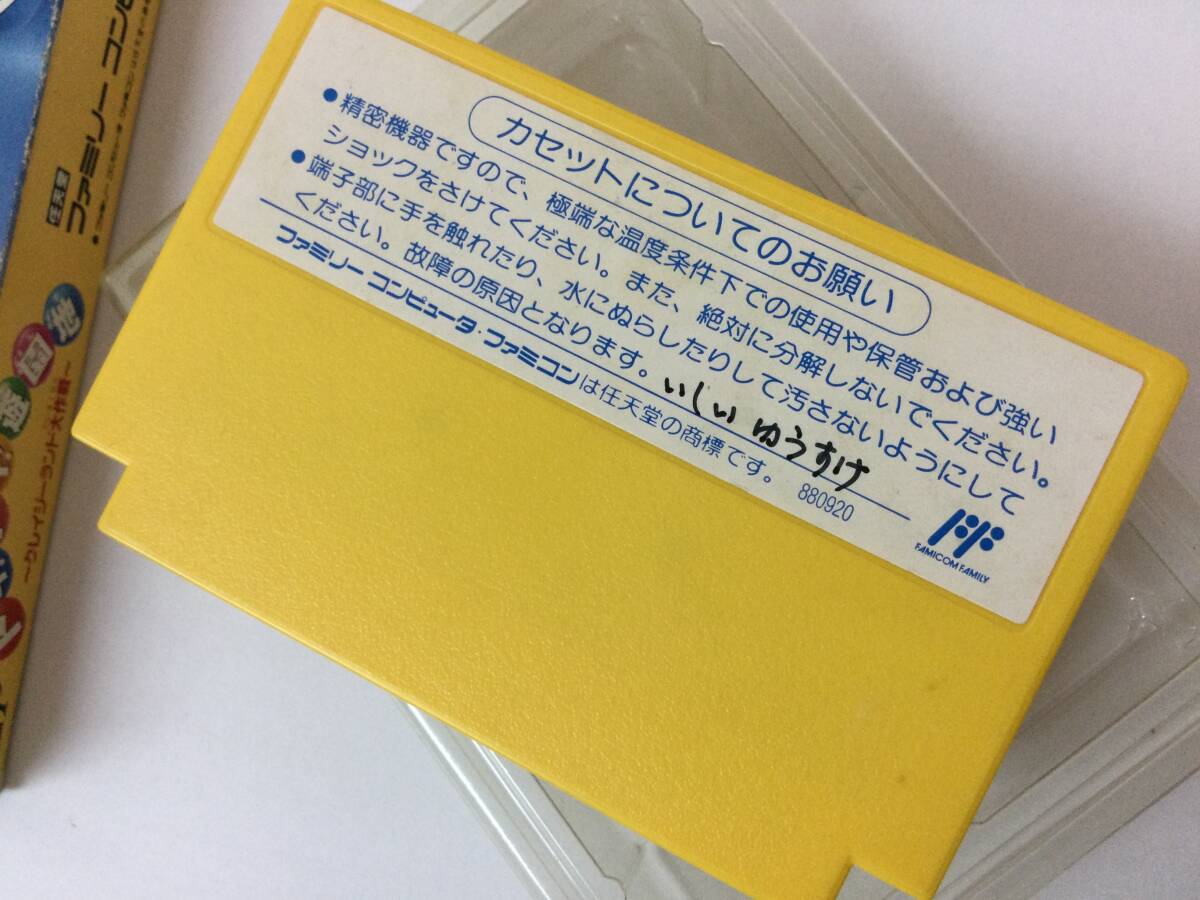 カセットについてのお願い
●精密機器ですので、極端な温度条件下での使用や保管および強い
ショックをさけてください。また、絶対に分解しないでください。
●端子部に手を触れたり、水にぬらしたりして汚さないようにして
ください。故障の原因となります。
いしい ゆうすけ
ファミリー コンピュータ・ファミコンは任天堂の商標です。 880920
FAMICOM FAMILY
任天堂
ファミリー コンピ
～クレイジーランド大作戦～